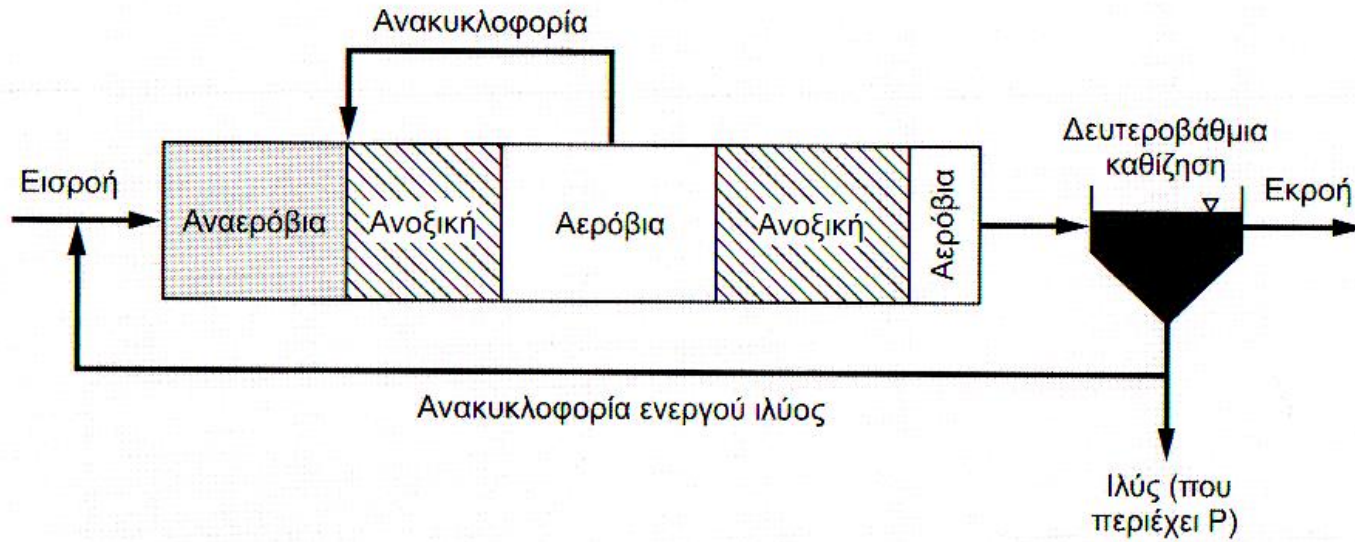 Ανακυκλοφορία
Δευτεροβάθμια
καθίζηση
Εισροή
Εκροή
Αναερόβια
Ανοξική
Αερόβια
Ανοξική
Αερόβια
Ανακυκλοφορία ενεργού ιλύος
Ιλύς (που
περιέχει P)